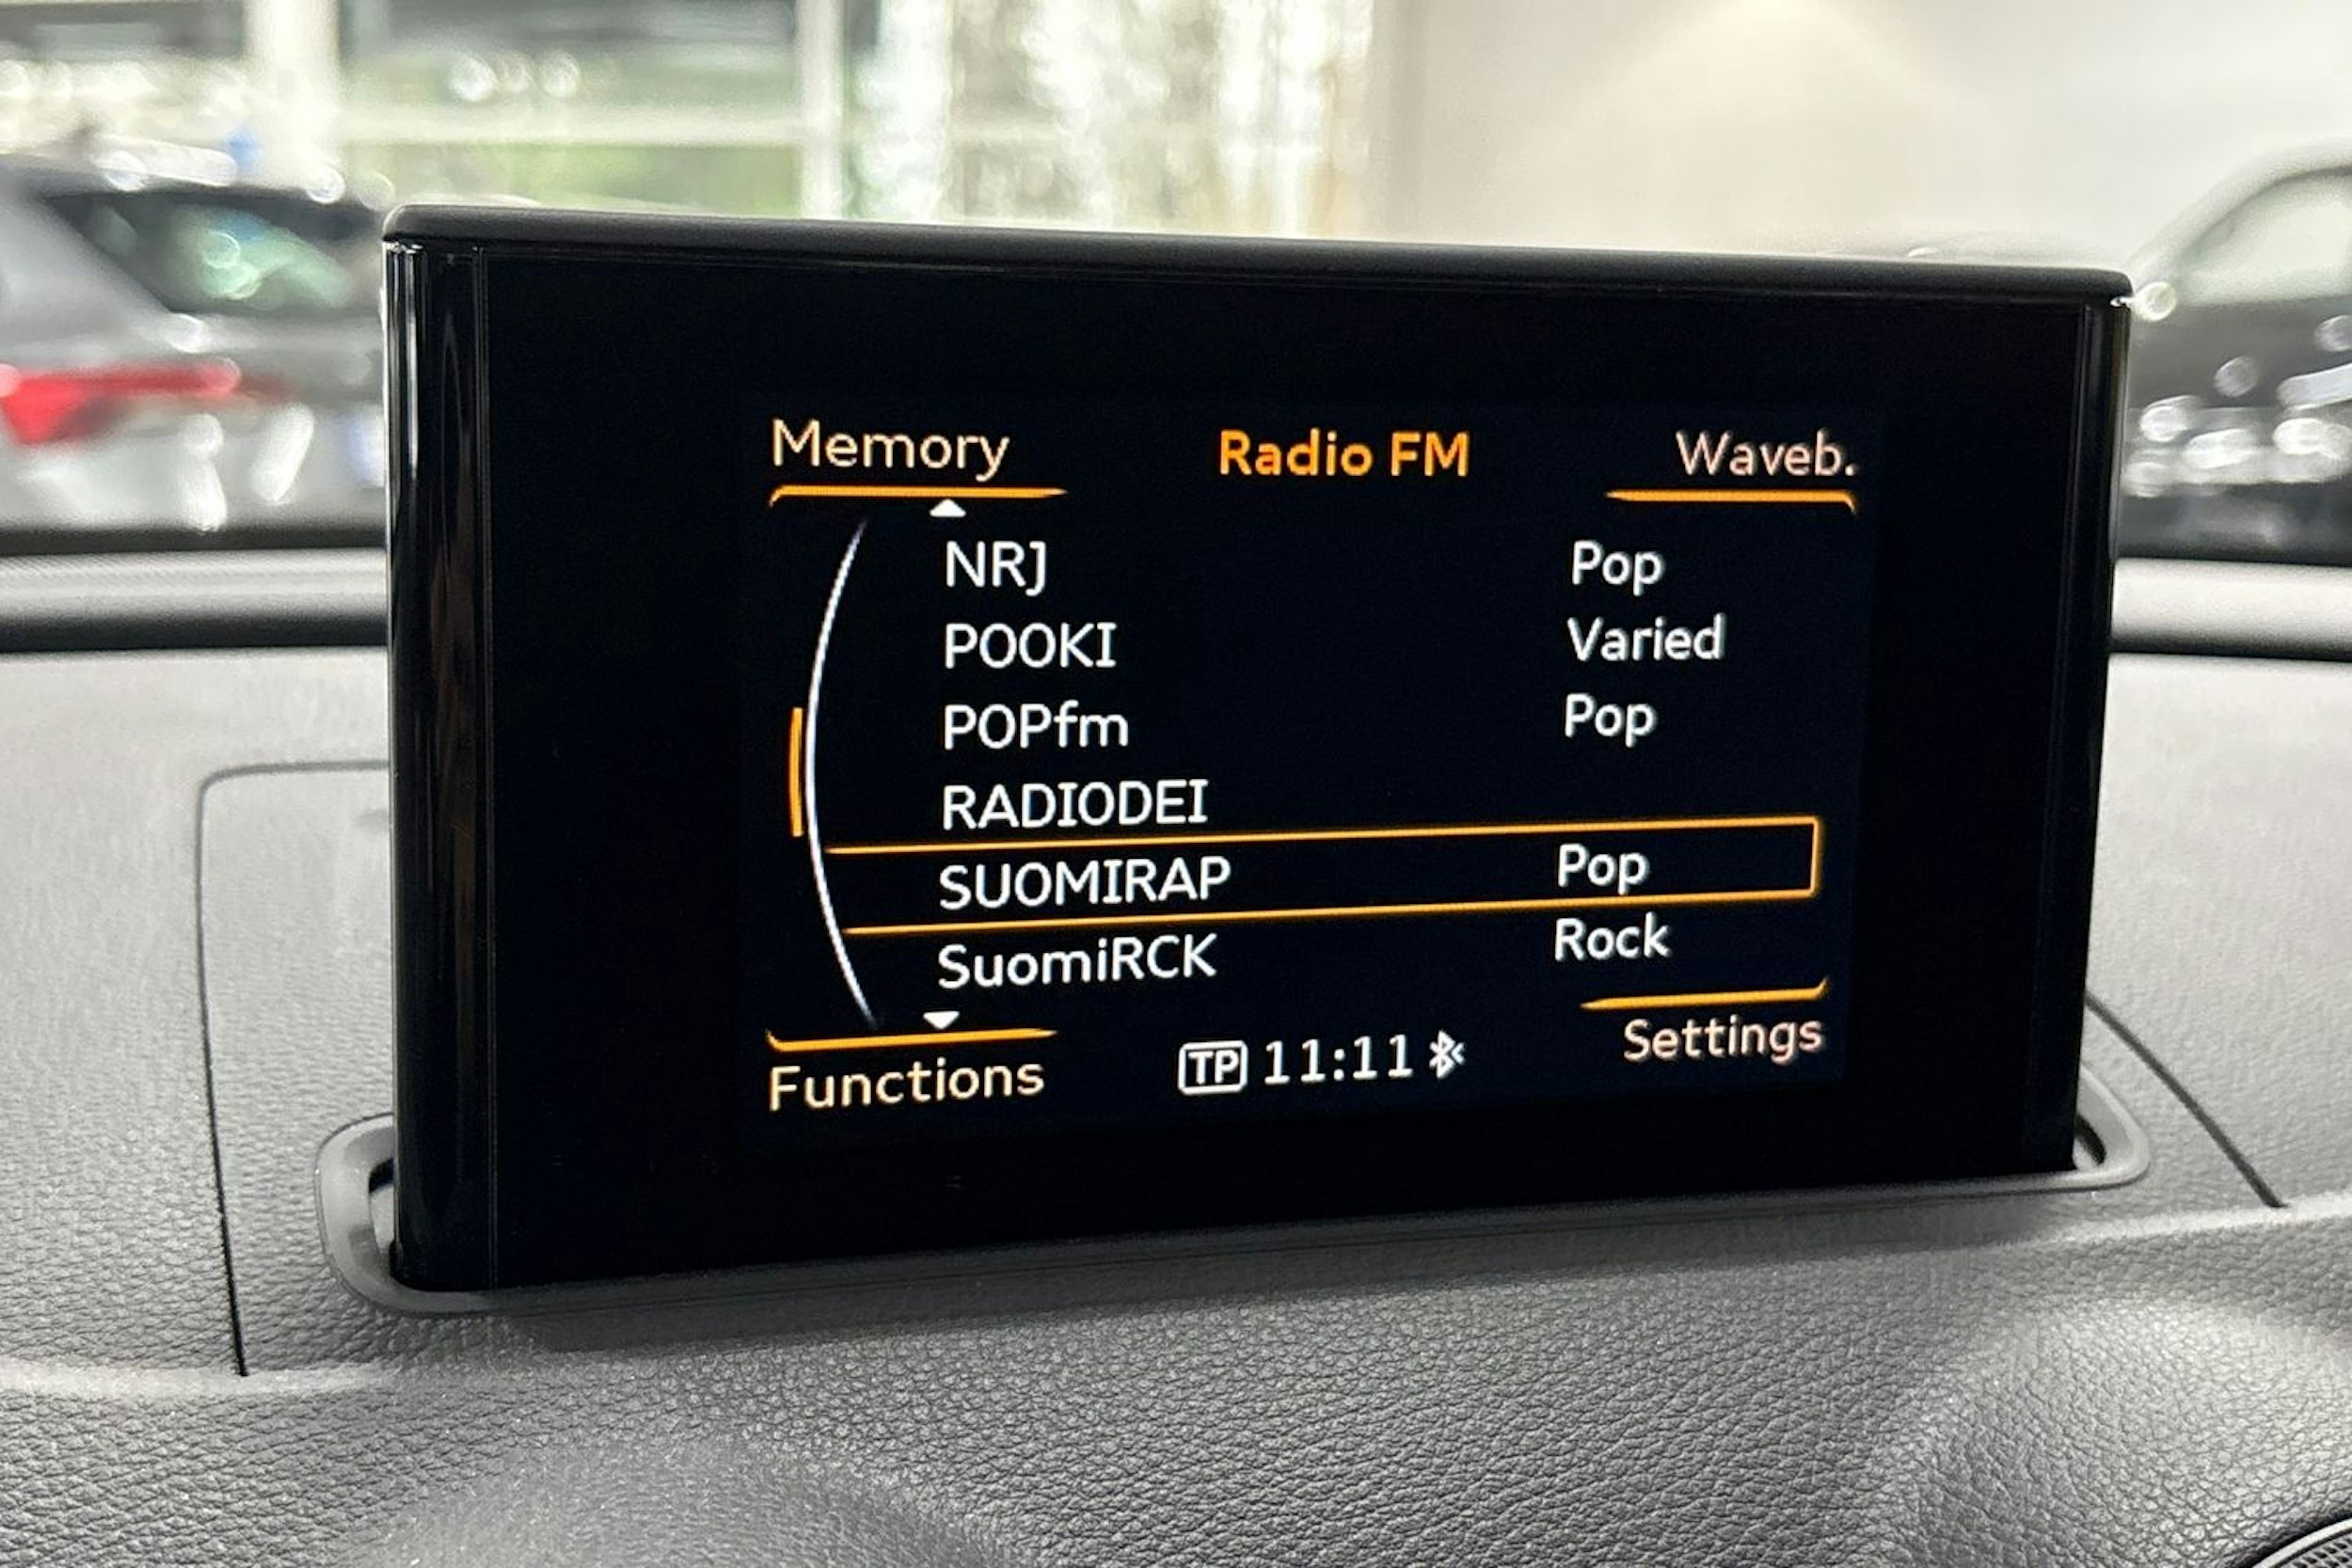 Memory Radio FM Waveb.
NRJ Pop
POOKI Varied
POPfm Pop
RADIODEI
SUOMIRAP Pop
SuomiRCK Rock
Functions TP 11:11 Settings